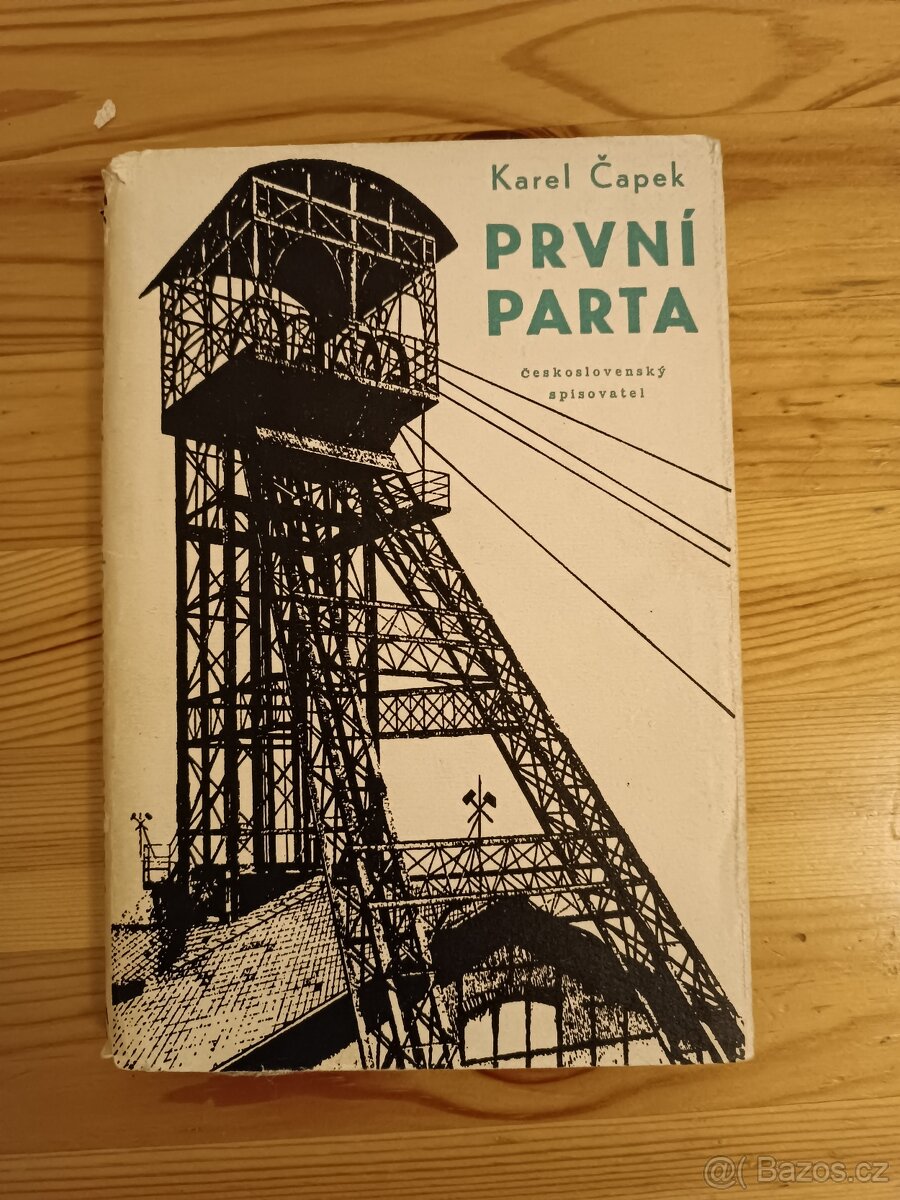 Karel Čapek
PRVNÍ
PARTA
československý
spisovatel
@( Bazos.cz